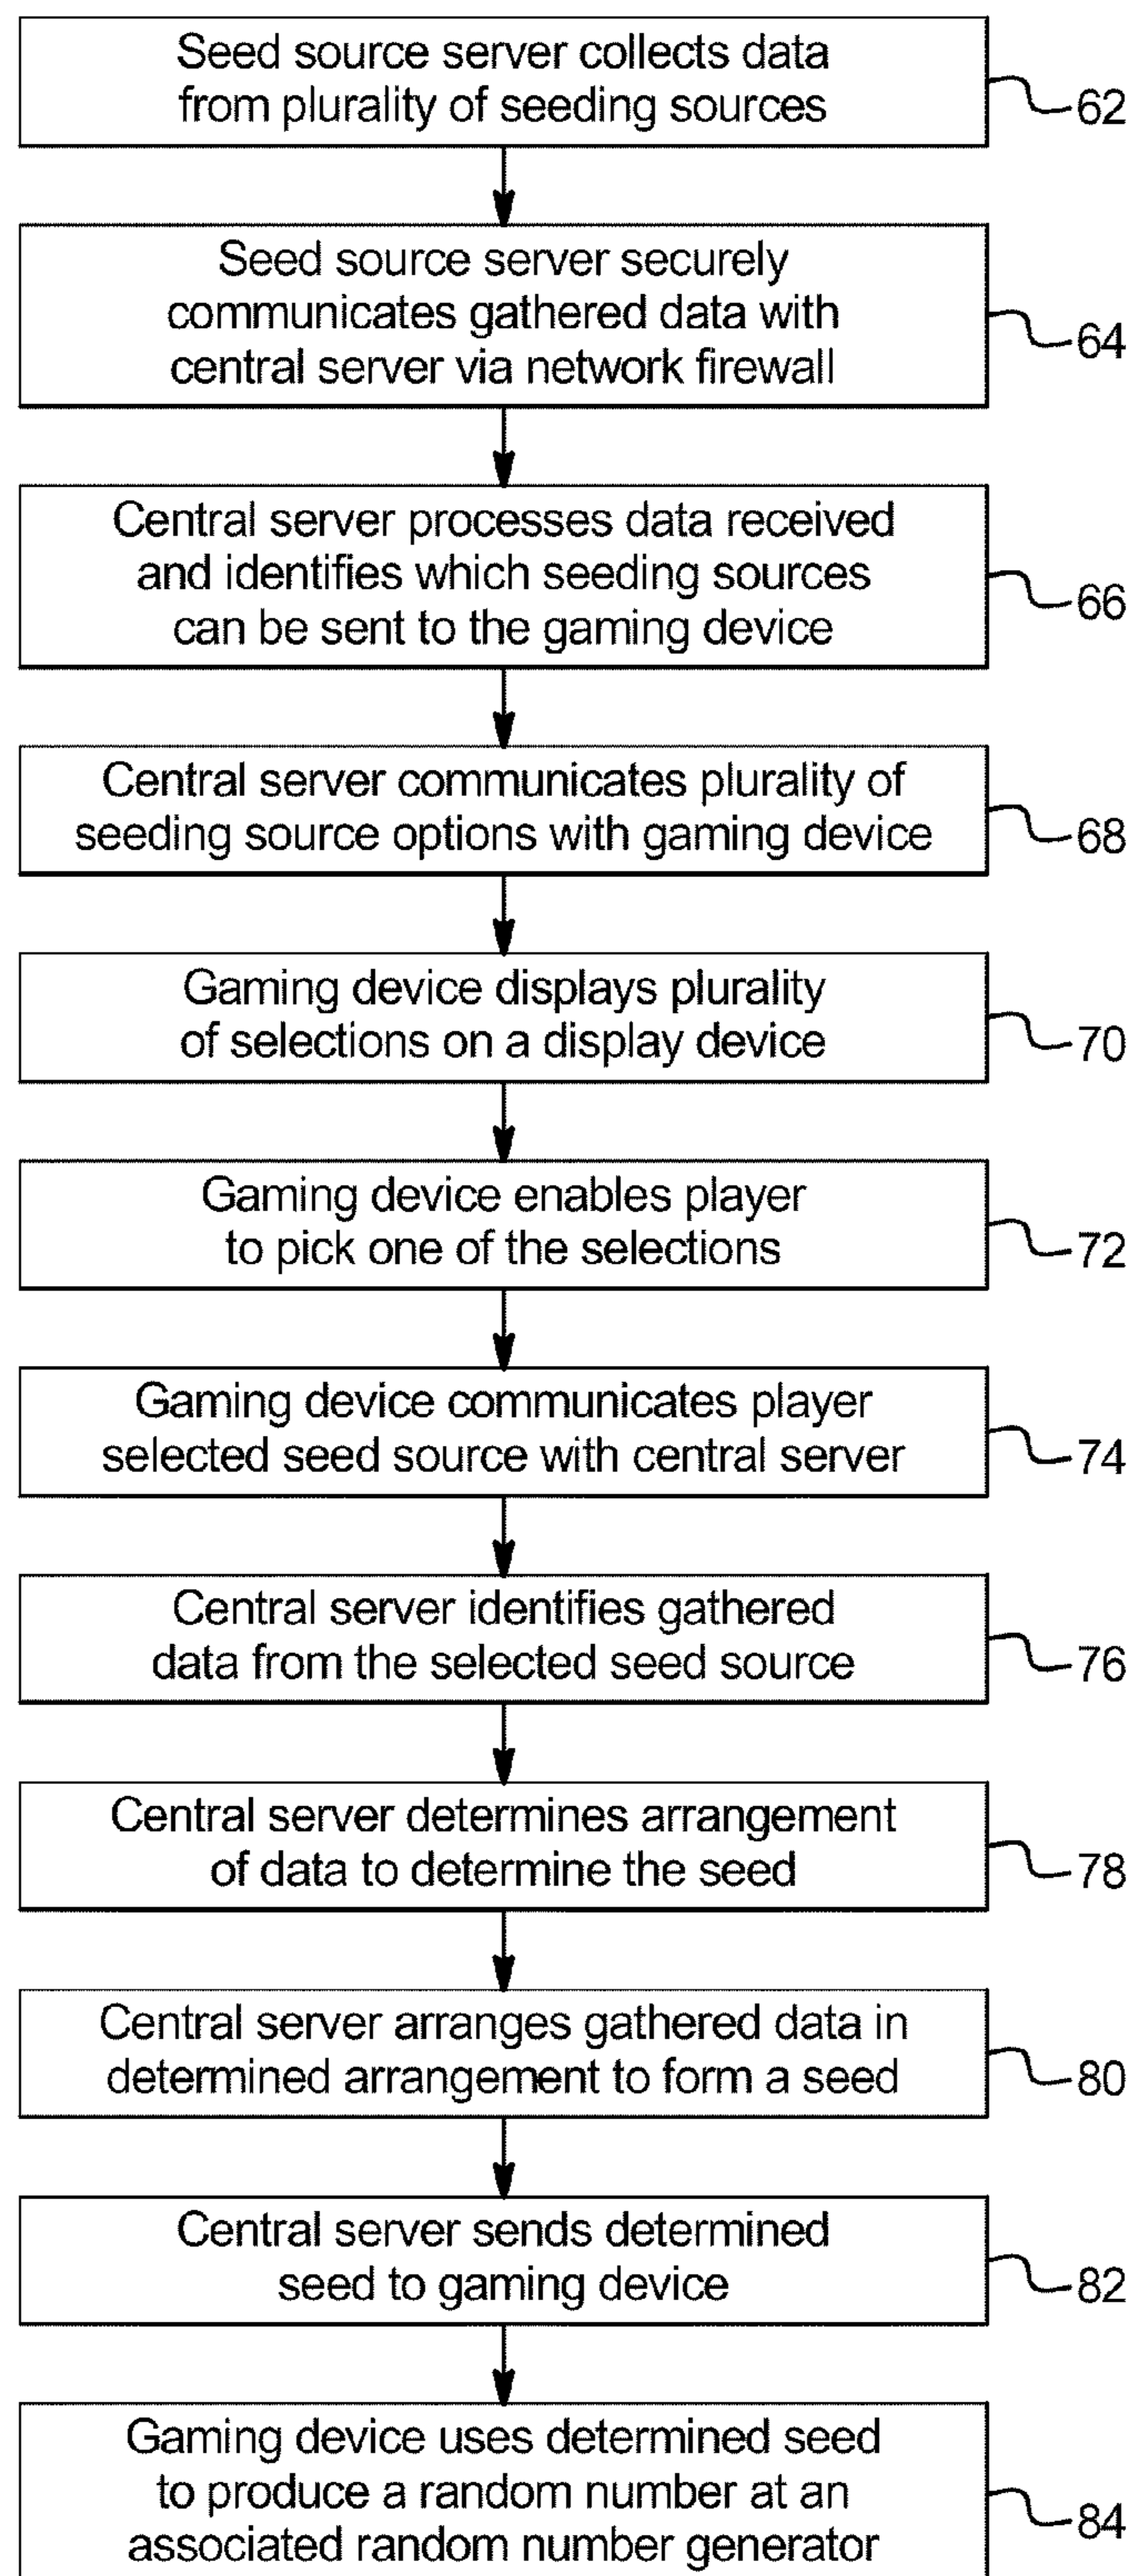 Seed source server collects data
from plurality of seeding sources
62
Seed source server securely
communicates gathered data with
central server via network firewall
64
Central server processes data received
and identifies which seeding sources
can be sent to the gaming device
66
Central server communicates plurality of
seeding source options with gaming device
68
Gaming device displays plurality
of selections on a display device
70
Gaming device enables player
to pick one of the selections
72
Gaming device communicates player
selected seed source with central server
74
Central server identifies gathered
data from the selected seed source
76
Central server determines arrangement
of data to determine the seed
78
Central server arranges gathered data in
determined arrangement to form a seed
80
Central server sends determined
seed to gaming device
82
Gaming device uses determined seed
to produce a random number at an
associated random number generator
84